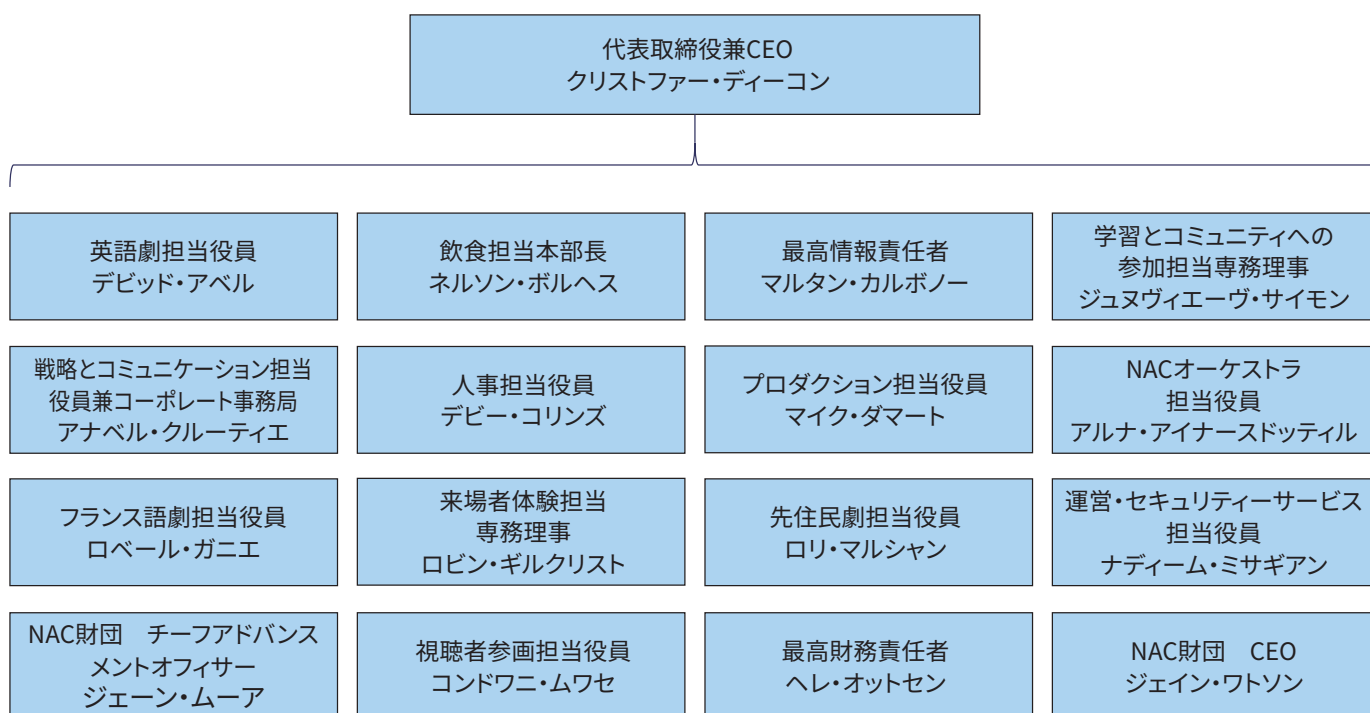 代表取締役兼CEO
クリストファー・ディーコン
英語劇担当役員
デビッド・アベル
飲食担当本部長
ネルソン・ボルヘス
最高情報責任者
マルタン・カルボノー
学習とコミュニティへの
参加担当専務理事
ジュヌヴィエーヴ・サイモン
戦略とコミュニケーション担当
役員兼コーポレート事務局
アナベル・クルーティエ
人事担当役員
デビー・コリンズ
プロダクション担当役員
マイク・ダマート
NACオーケストラ
担当役員
アルナ・アイナースドッティル
フランス語劇担当役員
ロベール・ガニエ
来場者体験担当
専務理事
ロビン・ギルクリスト
先住民劇担当役員
ロリ・マルシャン
運営・セキュリティーサービス
担当役員
ナディーム・ミサギアン
NAC財団　チーフアドバンス
メントオフィサー
ジェーン・ムーア
視聴者参画担当役員
コンドワニ・ムワセ
最高財務責任者
ヘレ・オットセン
NAC財団　CEO
ジェイン・ワトソン